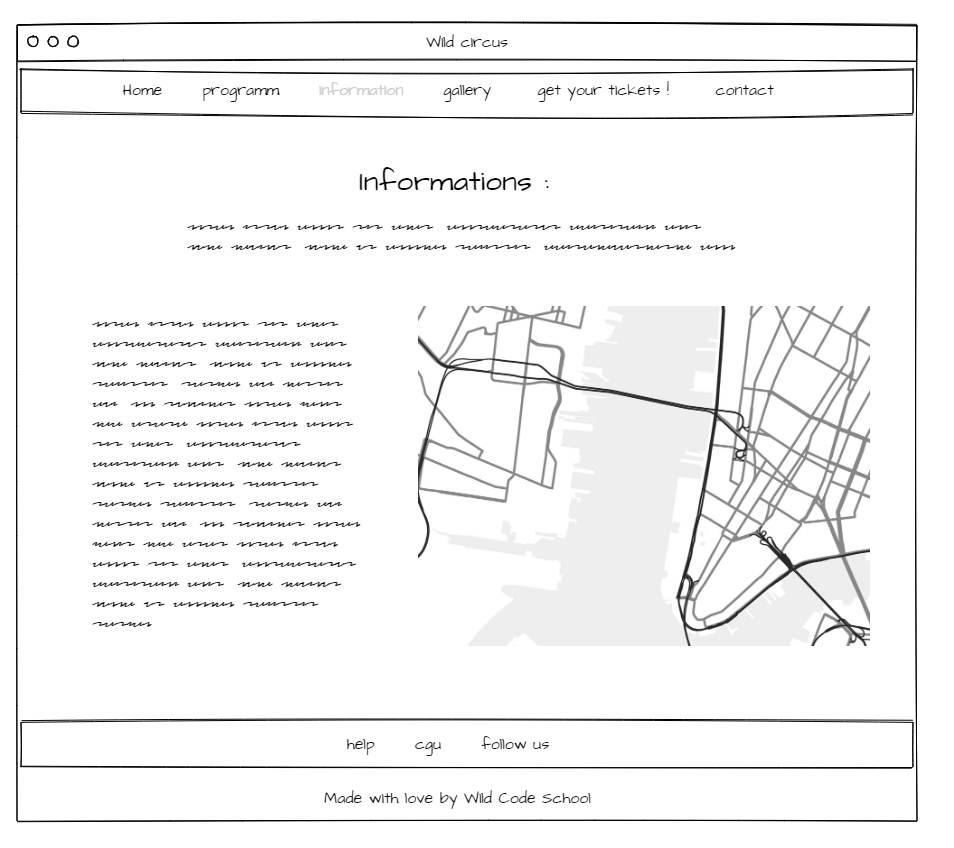 Wild circus
Home programm Information gallery get your tickets ! contact
Informations :
help cgu follow us
Made with love by Wild Code School